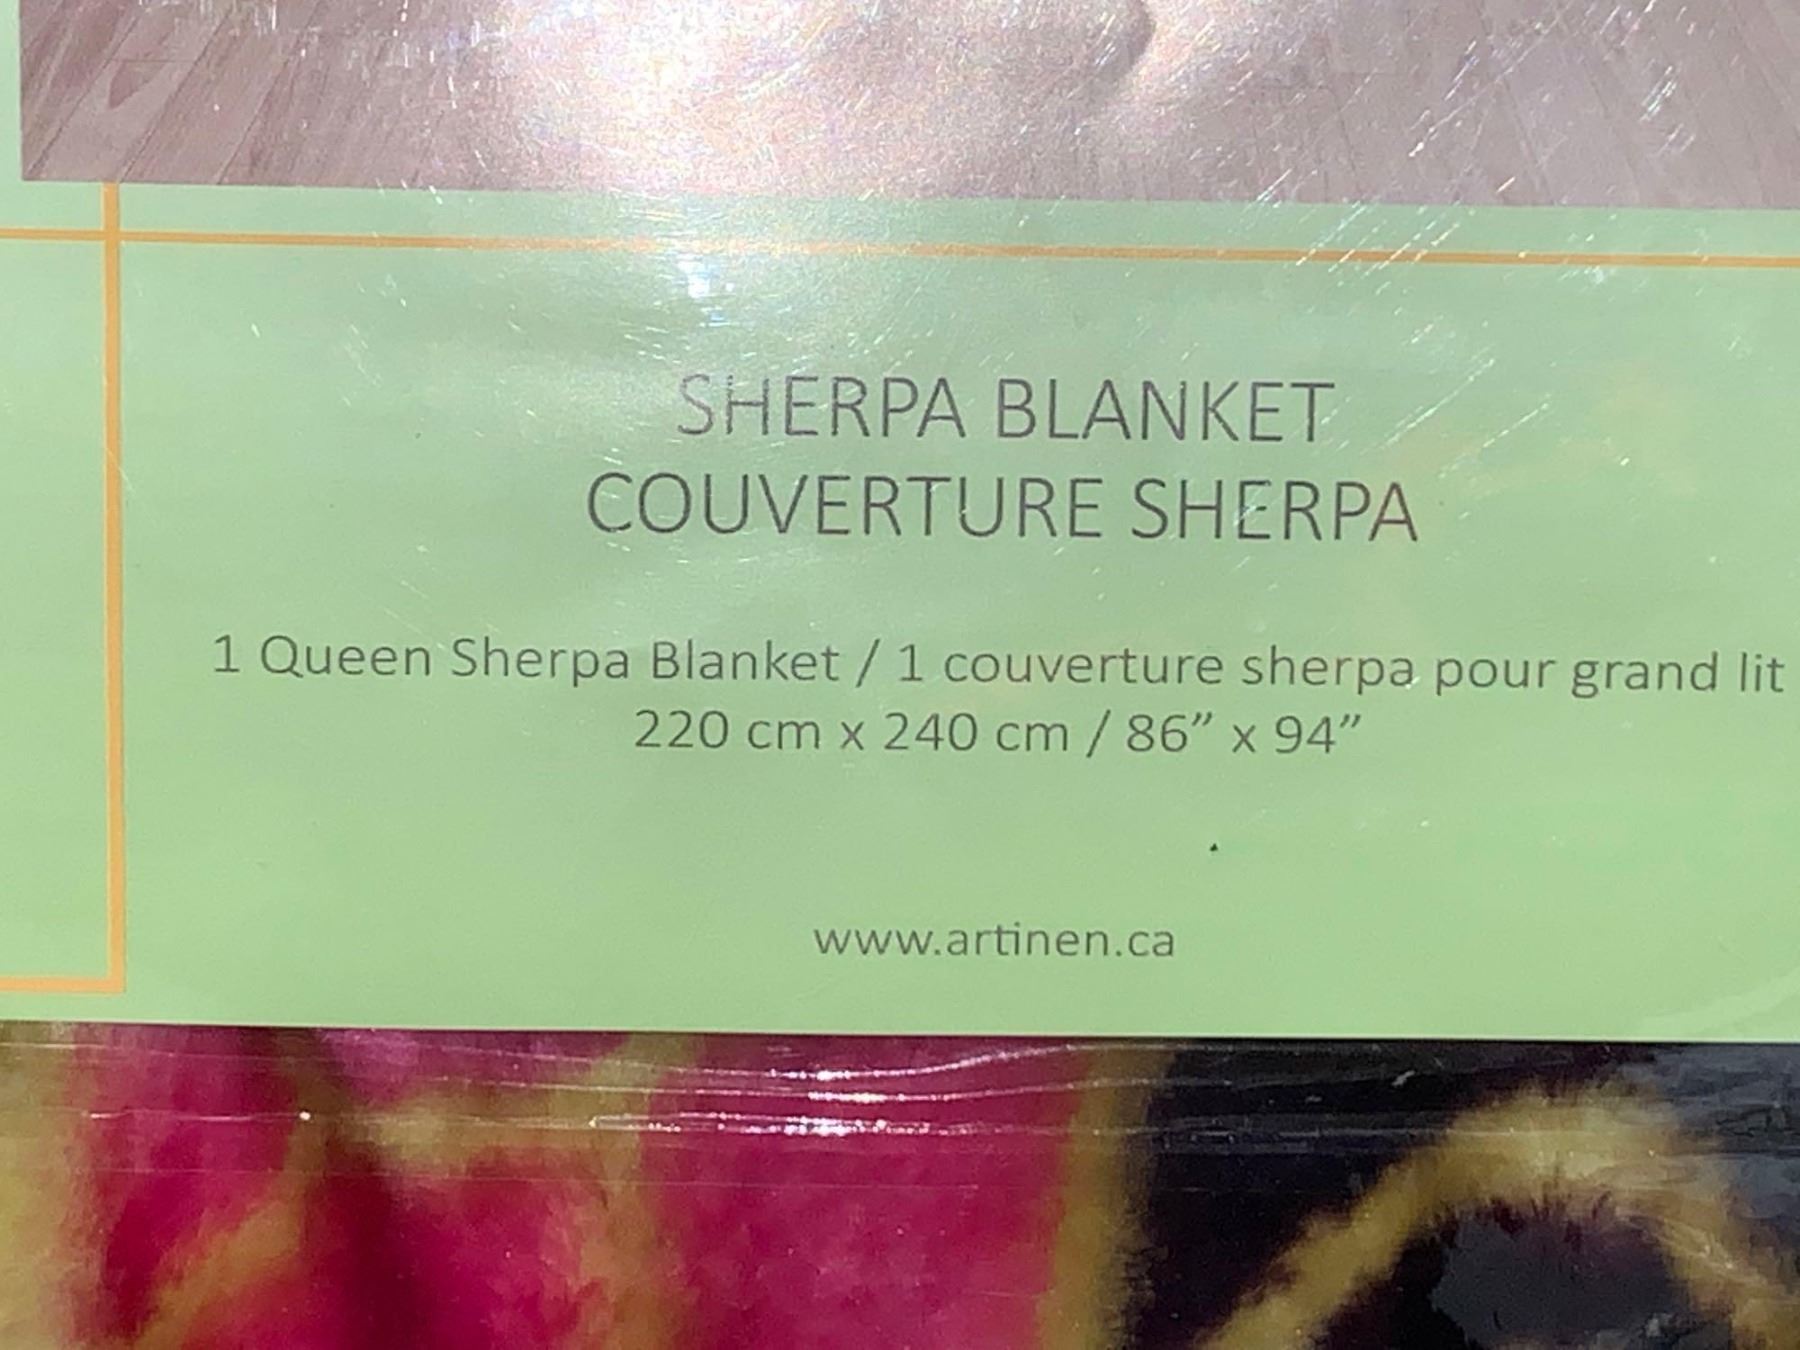 SHERPA BLANKET
COUVERTURE SHERPA
1 Queen Sherpa Blanket / 1 couverture sherpa pour grand lit
220 cm x 240 cm / 86” x 94”
www.artinen.ca